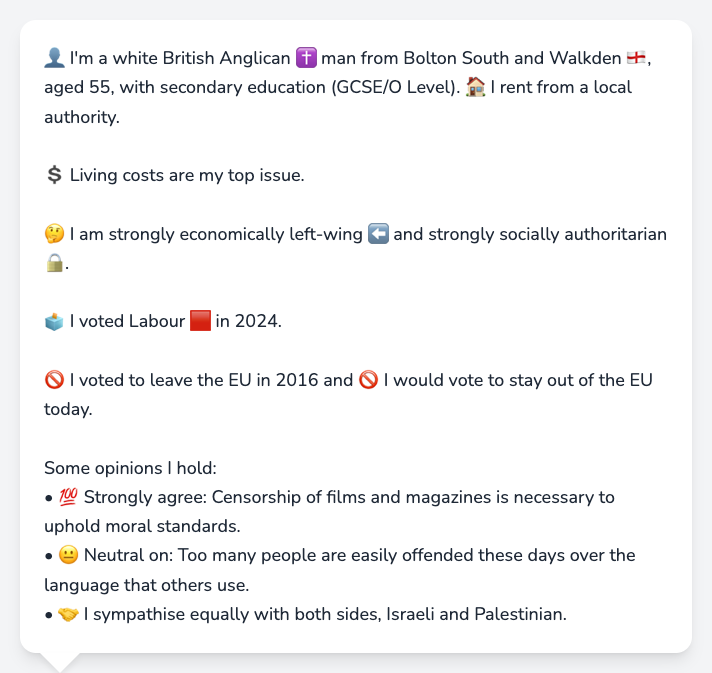 👤 I'm a white British Anglican ✝️ man from Bolton South and Walkden 🏴󠁧󠁢󠁥󠁮󠁧󠁿,
aged 55, with secondary education (GCSE/O Level). 🏠 I rent from a local
authority.
💲 Living costs are my top issue.
🤔 I am strongly economically left-wing ⬅️ and strongly socially authoritarian
🔒.
🗳️ I voted Labour 🟥 in 2024.
🚫 I voted to leave the EU in 2016 and 🚫 I would vote to stay out of the EU
today.
Some opinions I hold:
• 💯 Strongly agree: Censorship of films and magazines is necessary to
uphold moral standards.
• 😐 Neutral on: Too many people are easily offended these days over the
language that others use.
• 🤝 I sympathise equally with both sides, Israeli and Palestinian.